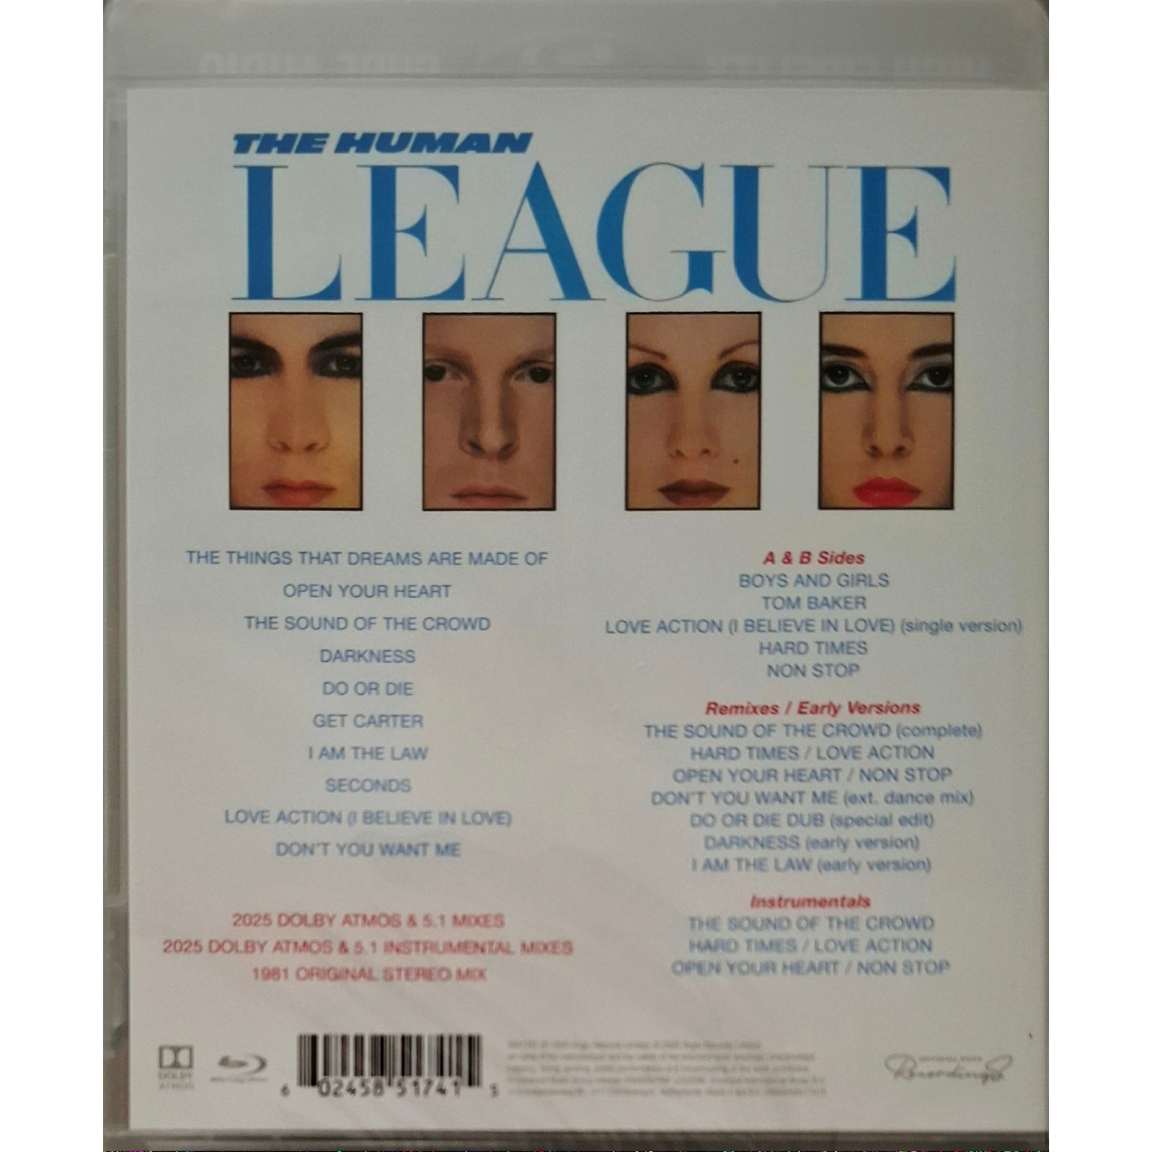 THE HUMAN
LEAGUE
THE THINGS THAT DREAMS ARE MADE OF
OPEN YOUR HEART
THE SOUND OF THE CROWD
DARKNESS
DO OR DIE
GET CARTER
I AM THE LAW
SECONDS
LOVE ACTION (I BELIEVE IN LOVE)
DON'T YOU WANT ME
2025 DOLBY ATMOS & 5.1 MIXES
2025 DOLBY ATMOS & 5.1 INSTRUMENTAL MIXES
1981 ORIGINAL STEREO MIX
A & B Sides
BOYS AND GIRLS
TOM BAKER
LOVE ACTION (I BELIEVE IN LOVE) (single version)
HARD TIMES
NON STOP
Remixes / Early Versions
THE SOUND OF THE CROWD (complete)
HARD TIMES / LOVE ACTION
OPEN YOUR HEART / NON STOP
DON'T YOU WANT ME (ext. dance mix)
DO OR DIE DUB (special edit)
DARKNESS (early version)
I AM THE LAW (early version)
Instrumentals
THE SOUND OF THE CROWD
HARD TIMES / LOVE ACTION
OPEN YOUR HEART / NON STOP
DOLBY
ATMOS
6 02458 51741 5
Recordings